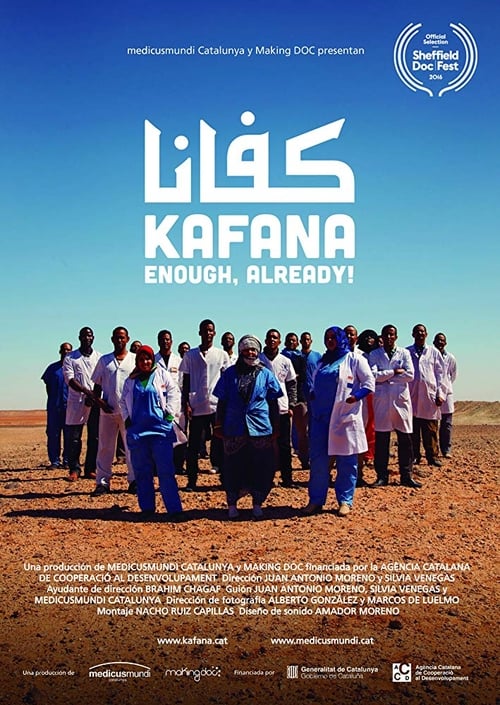 medicusmundi Catalunya y Making DOC presentan
Official
Selection
Sheffield
Doc|Fest
2016
كفانا
KAFANA
ENOUGH, ALREADY!
Una producción de MEDICUSMUNDI CATALUNYA y MAKING DOC financiada por la AGÈNCIA CATALANA
DE COOPERACIÓ AL DESENVOLUPAMENT Dirección JUAN ANTONIO MORENO y SILVIA VENEGAS
Ayudante de dirección BRAHIM CHAGAF Guión JUAN ANTONIO MORENO, SILVIA VENEGAS y
MEDICUSMUNDI CATALUNYA Dirección de fotografía ALBERTO GONZÁLEZ y MARCOS DE LUELMO
Montaje NACHO RUIZ CAPILLAS Diseño de sonido AMADOR MORENO
www.kafana.cat www.medicusmundi.cat
Una producción de
medicusmundi
catalunya
making doc
Financiada por
Generalitat de Catalunya
Gobierno de Cataluña
Agència Catalana
de Cooperació
al Desenvolupament